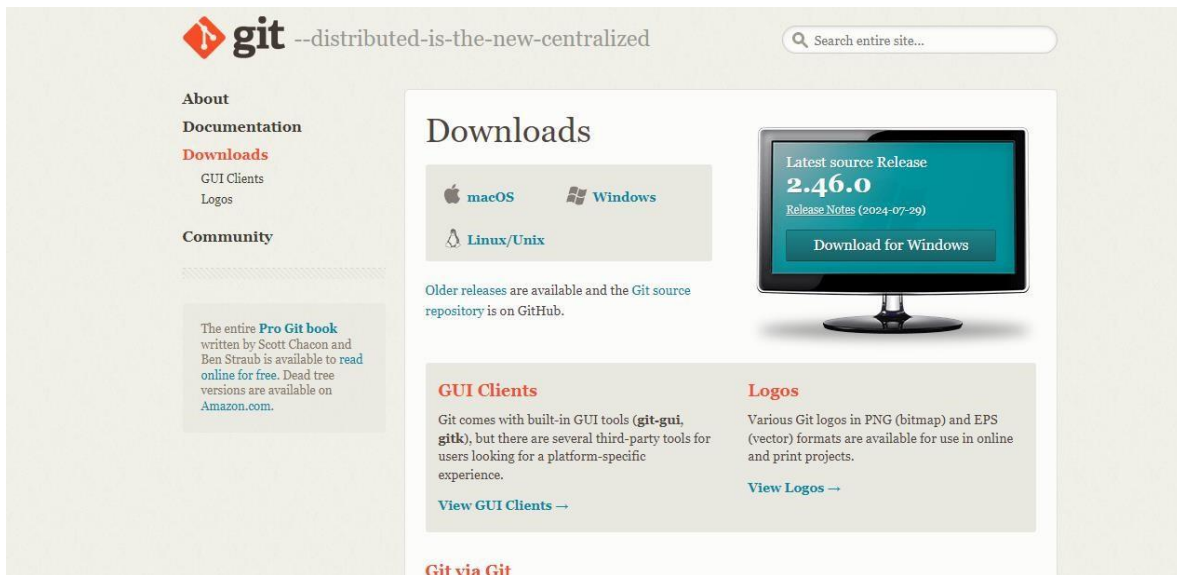 git --distributed-is-the-new-centralized
Search entire site...
About
Documentation
Downloads
GUI Clients
Logos
Community
The entire Pro Git book
written by Scott Chacon and
Ben Straub is available to read
online for free. Dead tree
versions are available on
Amazon.com.
Downloads
macOS
Windows
Linux/Unix
Older releases are available and the Git source
repository is on GitHub.
Latest source Release
2.46.0
Release Notes (2024-07-29)
Download for Windows
GUI Clients
Git comes with built-in GUI tools (git-gui,
gitk), but there are several third-party tools for
users looking for a platform-specific
experience.
View GUI Clients →
Logos
Various Git logos in PNG (bitmap) and EPS
(vector) formats are available for use in online
and print projects.
View Logos →
Git via Git